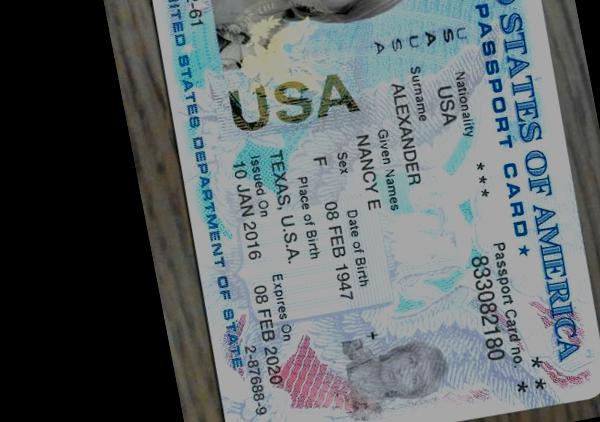 STATES OF AMERICA
PASSPORT CARD
Passport Card no.
833082180
Nationality
USA
Surname
ALEXANDER
Given Names
NANCY E
Sex
F
Date of Birth
08 FEB 1947
Place of Birth
TEXAS, U.S.A.
Issued On
10 JAN 2016
Expires On
08 FEB 2020
2-87688-9
USA
USA
USA
-61
UNITED STATES DEPARTMENT OF STATE